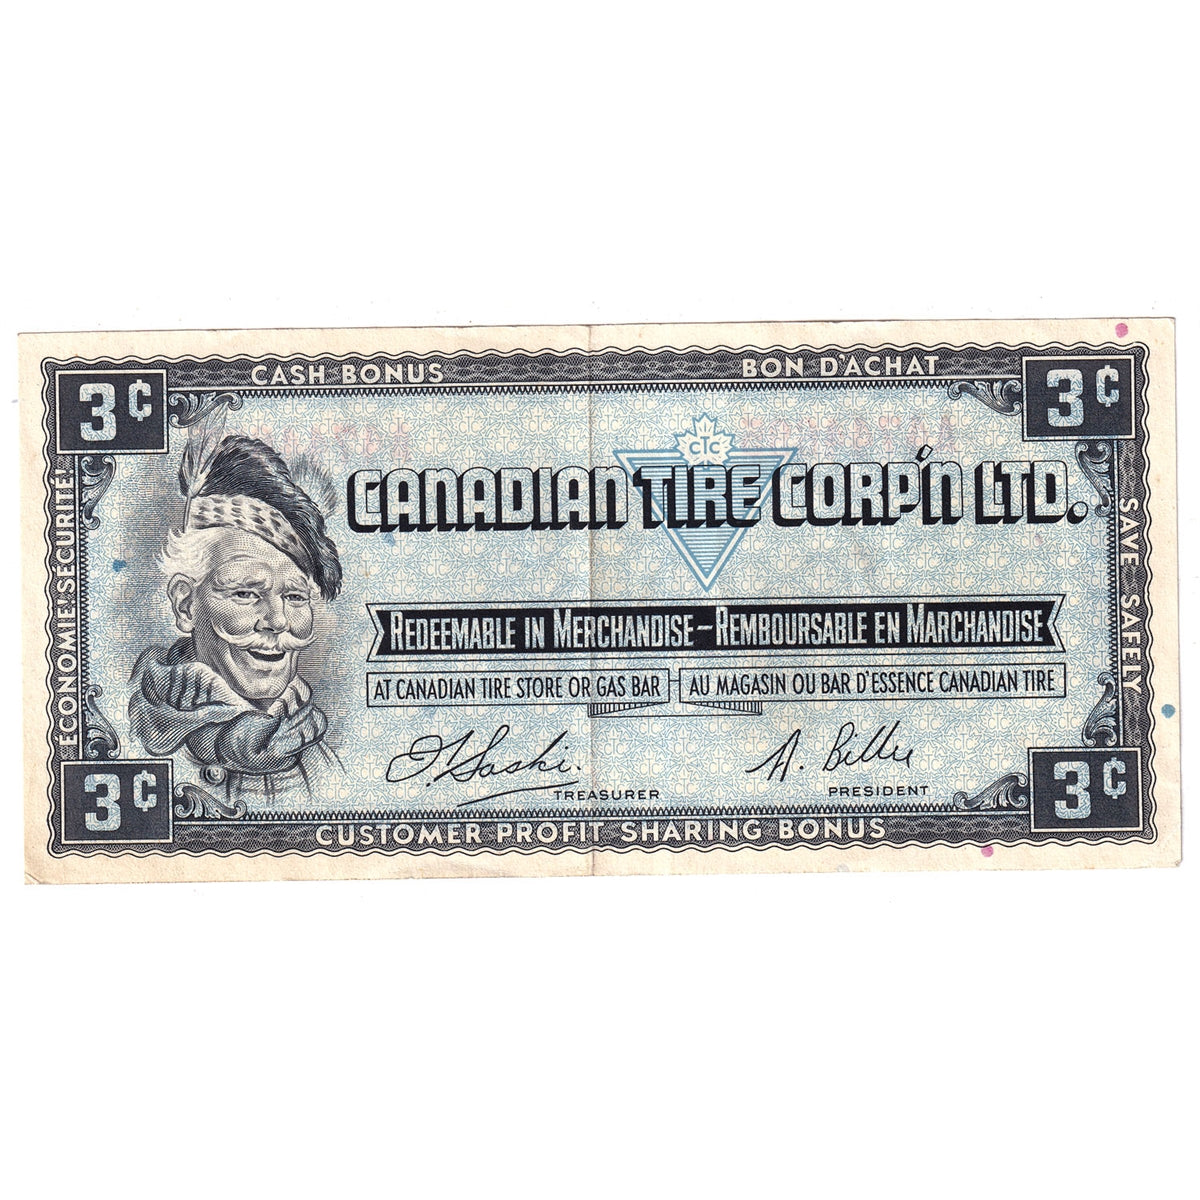 CASH BONUS BON D'ACHAT
3¢ 3¢
CTC
CANADIAN TIRE CORP'N LTD.
ECONOMIE:SÉCURITÉ!
SAVE SAFELY
REDEEMABLE IN MERCHANDISE–REMBOURSABLE EN MARCHANDISE
AT CANADIAN TIRE STORE OR GAS BAR AU MAGASIN OU BAR D'ESSENCE CANADIAN TIRE
TREASURER PRESIDENT
3¢ 3¢
CUSTOMER PROFIT SHARING BONUS